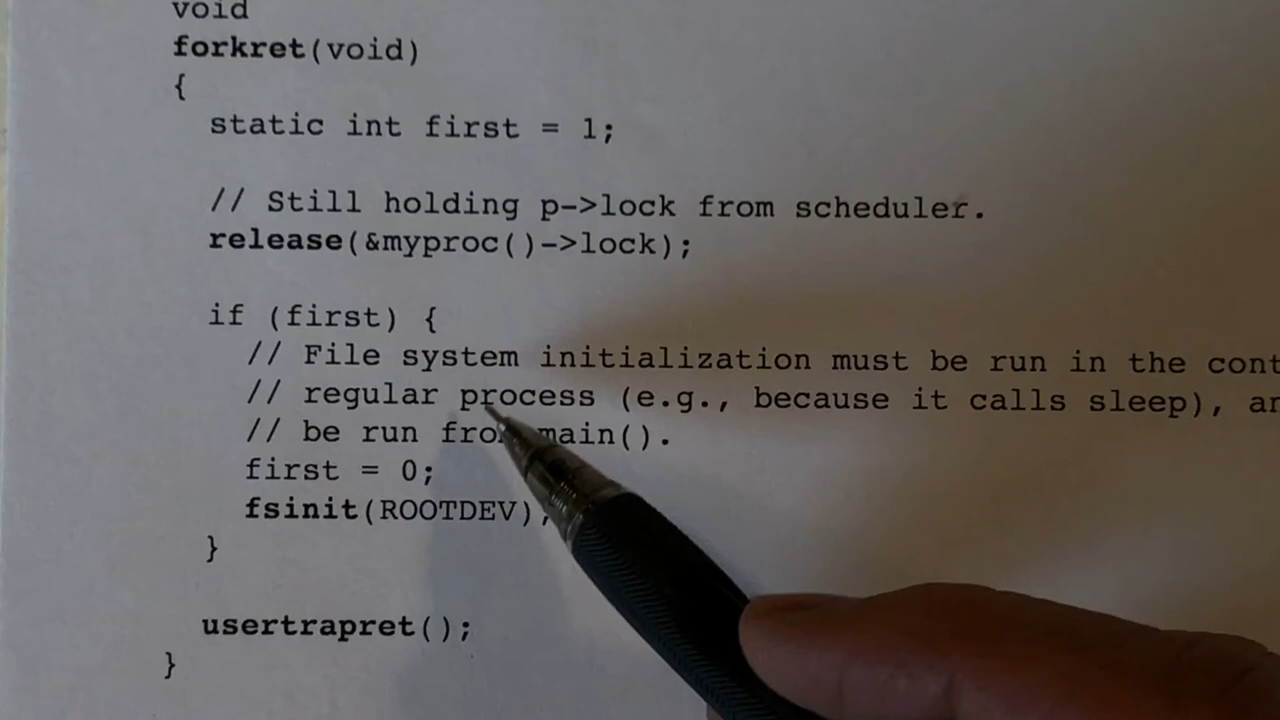 void
forkret(void)
{
static int first = 1;
// Still holding p->lock from scheduler.
release(&myproc()->lock);
if (first) {
// File system initialization must be run in the
// regular process (e.g., because it calls sleep),
// be run main().
first = 0;
fsinit(ROOTDEV);
}
usertrapret();
}